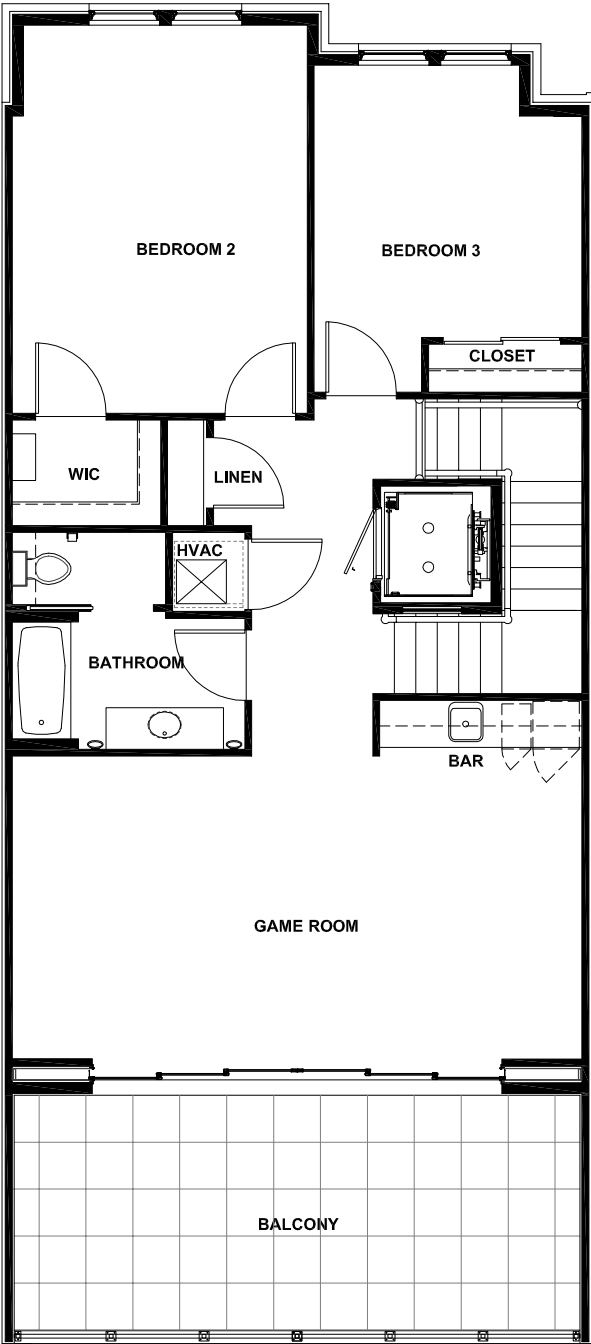 BEDROOM 2
BEDROOM 3
CLOSET
WIC
LINEN
HVAC
BATHROOM
BAR
GAME ROOM
BALCONY